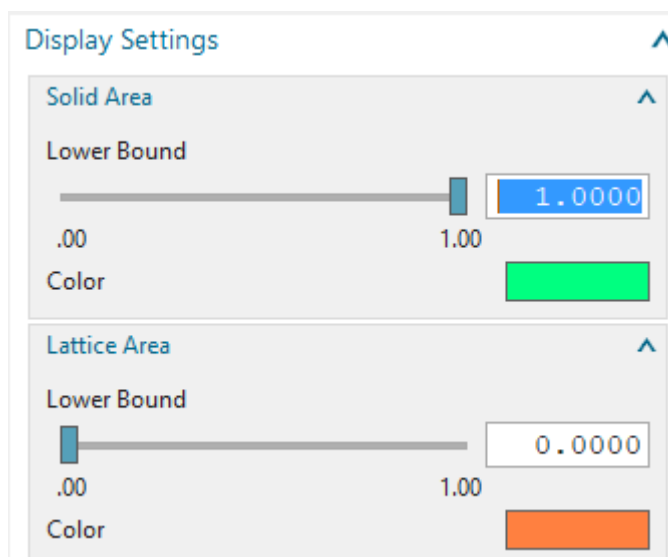 Display Settings
Solid Area
Lower Bound
1.0000
.00 1.00
Color
Lattice Area
Lower Bound
0.0000
.00 1.00
Color